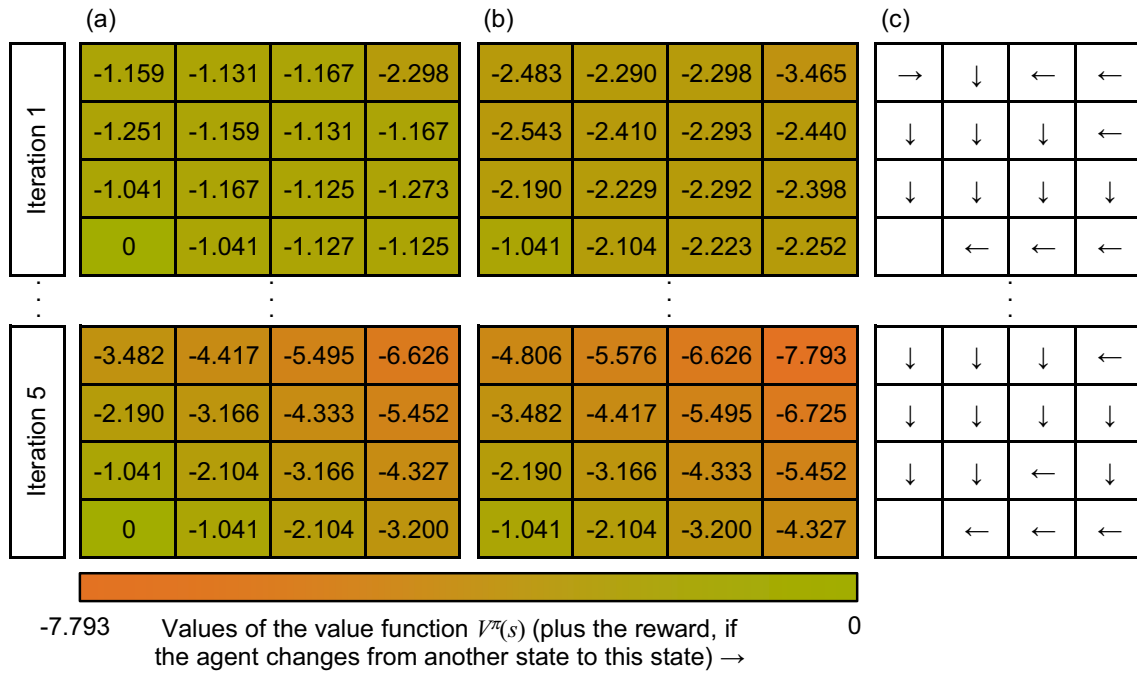 (a) (b) (c)
Iteration 1
-1.159 -1.131 -1.167 -2.298 -2.483 -2.290 -2.298 -3.465 → ↓ ← ←
-1.251 -1.159 -1.131 -1.167 -2.543 -2.410 -2.293 -2.440 ↓ ↓ ↓ ←
-1.041 -1.167 -1.125 -1.273 -2.190 -2.229 -2.292 -2.398 ↓ ↓ ↓ ↓
0 -1.041 -1.127 -1.125 -1.041 -2.104 -2.223 -2.252 ← ← ←
Iteration 5
-3.482 -4.417 -5.495 -6.626 -4.806 -5.576 -6.626 -7.793 ↓ ↓ ↓ ←
-2.190 -3.166 -4.333 -5.452 -3.482 -4.417 -5.495 -6.725 ↓ ↓ ↓ ↓
-1.041 -2.104 -3.166 -4.327 -2.190 -3.166 -4.333 -5.452 ↓ ↓ ← ↓
0 -1.041 -2.104 -3.200 -1.041 -2.104 -3.200 -4.327 ← ← ←
-7.793 Values of the value function Vπ(s) (plus the reward, if 0
the agent changes from another state to this state) →